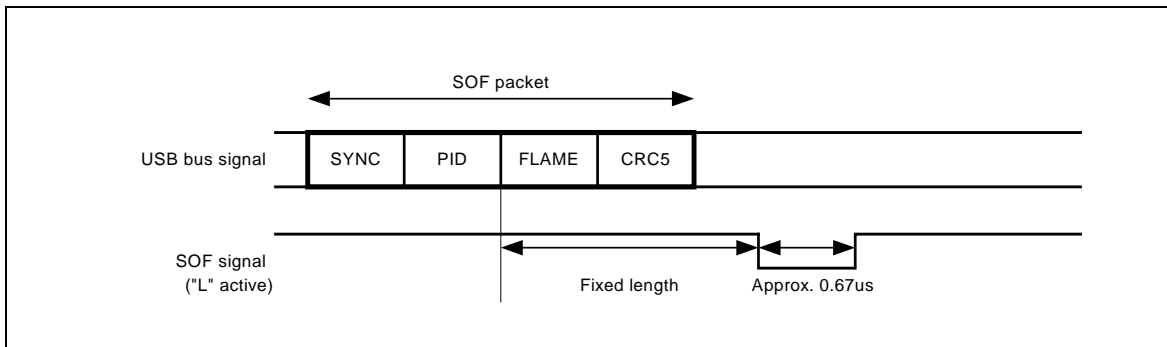 SOF packet
USB bus signal
SYNC PID FLAME CRC5
SOF signal
("L" active)
Fixed length
Approx. 0.67us